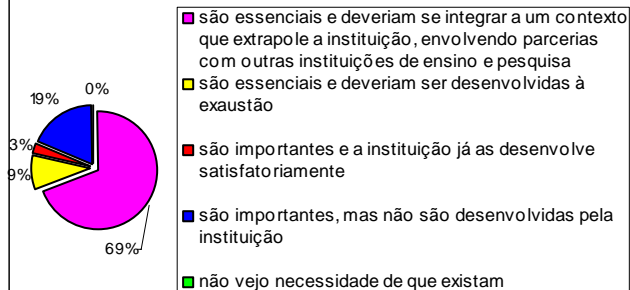 0%
19%
3%
9%
69%
são essenciais e deveriam se integrar a um contexto
que extrapole a instituição, envolvendo parcerias
com outras instituições de ensino e pesquisa
são essenciais e deveriam ser desenvolvidas à
exaustão
são importantes e a instituição já as desenvolve
satisfatoriamente
são importantes, mas não são desenvolvidas pela
instituição
não vejo necessidade de que existam